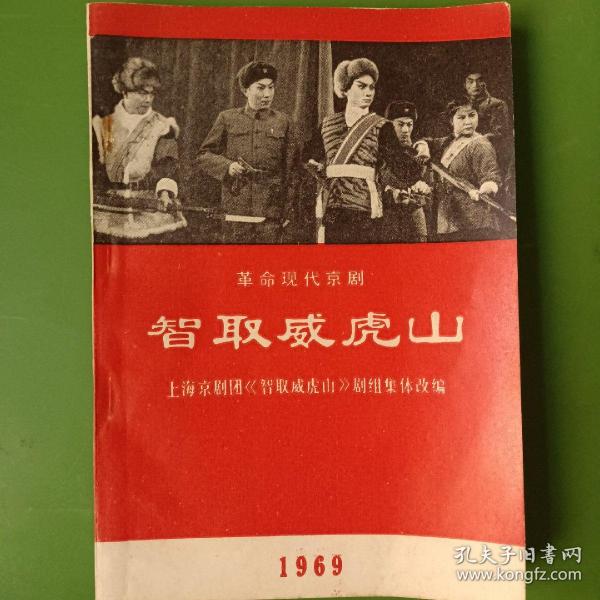 革命现代京剧
智取威虎山
上海京剧团《智取威虎山》剧组集体改编
1969
孔夫子旧書网
www.kongfz.com